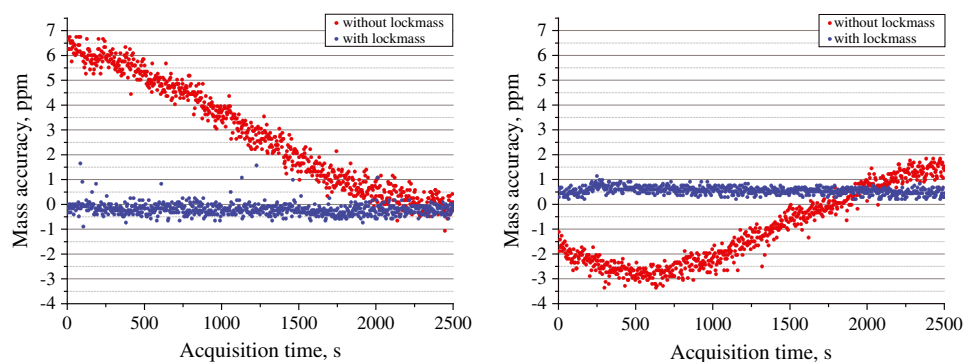 without lockmass
with lockmass
7
6
5
4
3
2
1
0
-1
-2
-3
-4
Mass accuracy, ppm
0 500 1000 1500 2000 2500
Acquisition time, s
without lockmass
with lockmass
7
6
5
4
3
2
1
0
-1
-2
-3
-4
Mass accuracy, ppm
0 500 1000 1500 2000 2500
Acquisition time, s